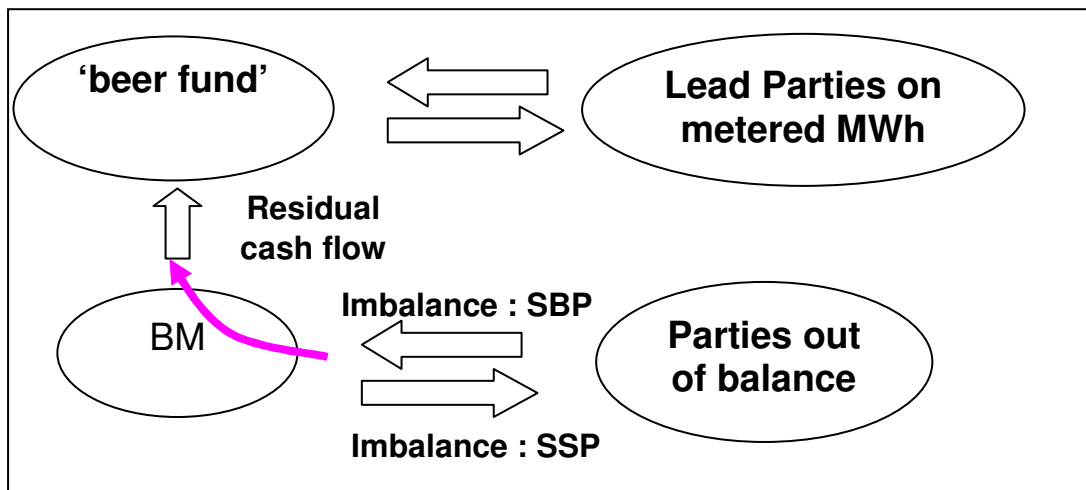 ‘beer fund’
Lead Parties on
metered MWh
Residual
cash flow
Imbalance : SBP
BM
Parties out
of balance
Imbalance : SSP